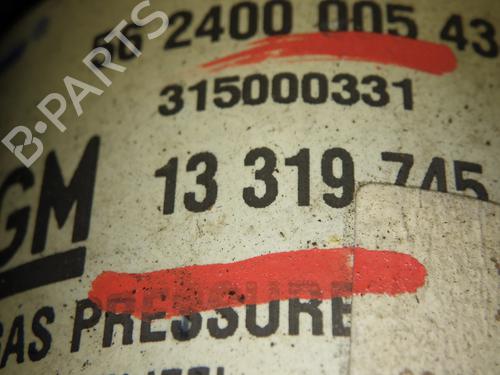 B-PARTS
2400 005 43
315000331
GM 13 319 745
GAS PRESSURE